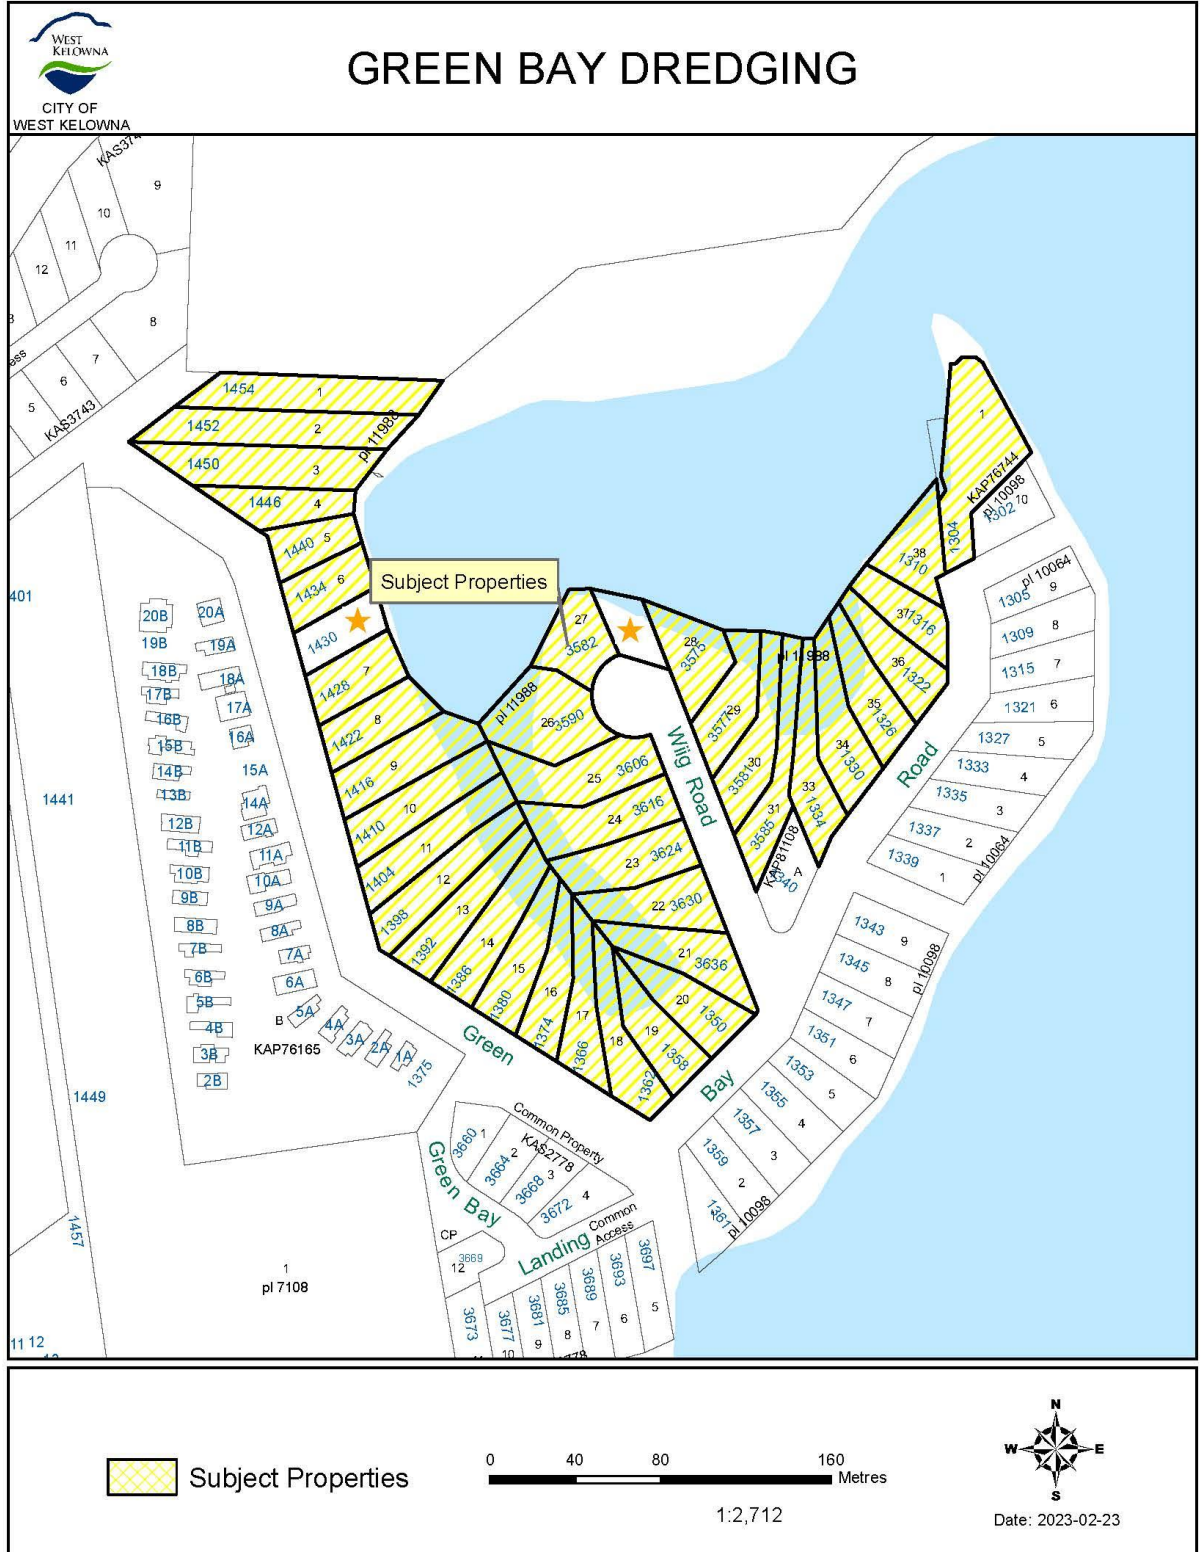 WEST
KELOWNA
CITY OF
WEST KELOWNA
GREEN BAY DREDGING
9
10
11
12
8
7
6
5
KAS3743
1454 1
1452 2
1450 3
pl 11988
1446 4
1440 5
1434 6
1430
1428 7
1422 8
1416 9
1410 10
1404 11
1398 12
1392 13
1386 14
1380 15
1374 16
1366 17
1362 18
1358 19
1350 20
3636 21
3630 22
3624 23
3616 24
3606 25
3590 26
pl 11988
3582 27
Subject Properties
3575 28
3577 29
3581 30
3585 31
KAP81108
1340 A
1334 33
1330 34
1326 35
1322 36
1316 37
1310 38
pl 11988
1304
1
KAP76744
pl 10098
1302 10
pl 10064
1305 9
1309 8
1315 7
1321 6
1327 5
1333 4
1335 3
1337 2
1339 1
pl 10064
1343 9
1345 8
pl 10098
1347 7
1351 6
1353 5
1355 4
1357 3
1359 2
1361
pl 10098
Wiig Road
Green
Bay
Road
401
1441
1449
1457
11 12
20B
19B
18B
17B
16B
15B
14B
13B
12B
11B
10B
9B
8B
7B
6B
5B
4B
3B
2B
20A
19A
18A
17A
16A
15A
14A
12A
11A
10A
9A
8A
7A
6A
5A
4A
3A
2A
1A
B
KAP76165
1375
1
pl 7108
Common Property
KAS2778
3660 1
3664 2
3668 3
3672 4
Green Bay
Landing
Common
Access
CP
3669
12
3673
3677
10
3681
9
3685
8
3689
7
3693
6
3697
5
Subject Properties
0 40 80 160
Metres
1:2,712
N
W E
S
Date: 2023-02-23